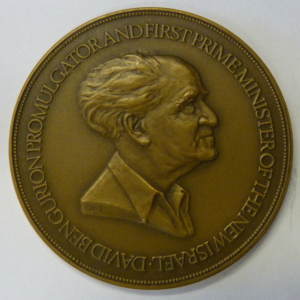 DAVID BEN GURION PROMULGATOR AND FIRST PRIME MINISTER OF THE NEW ISRAEL ·